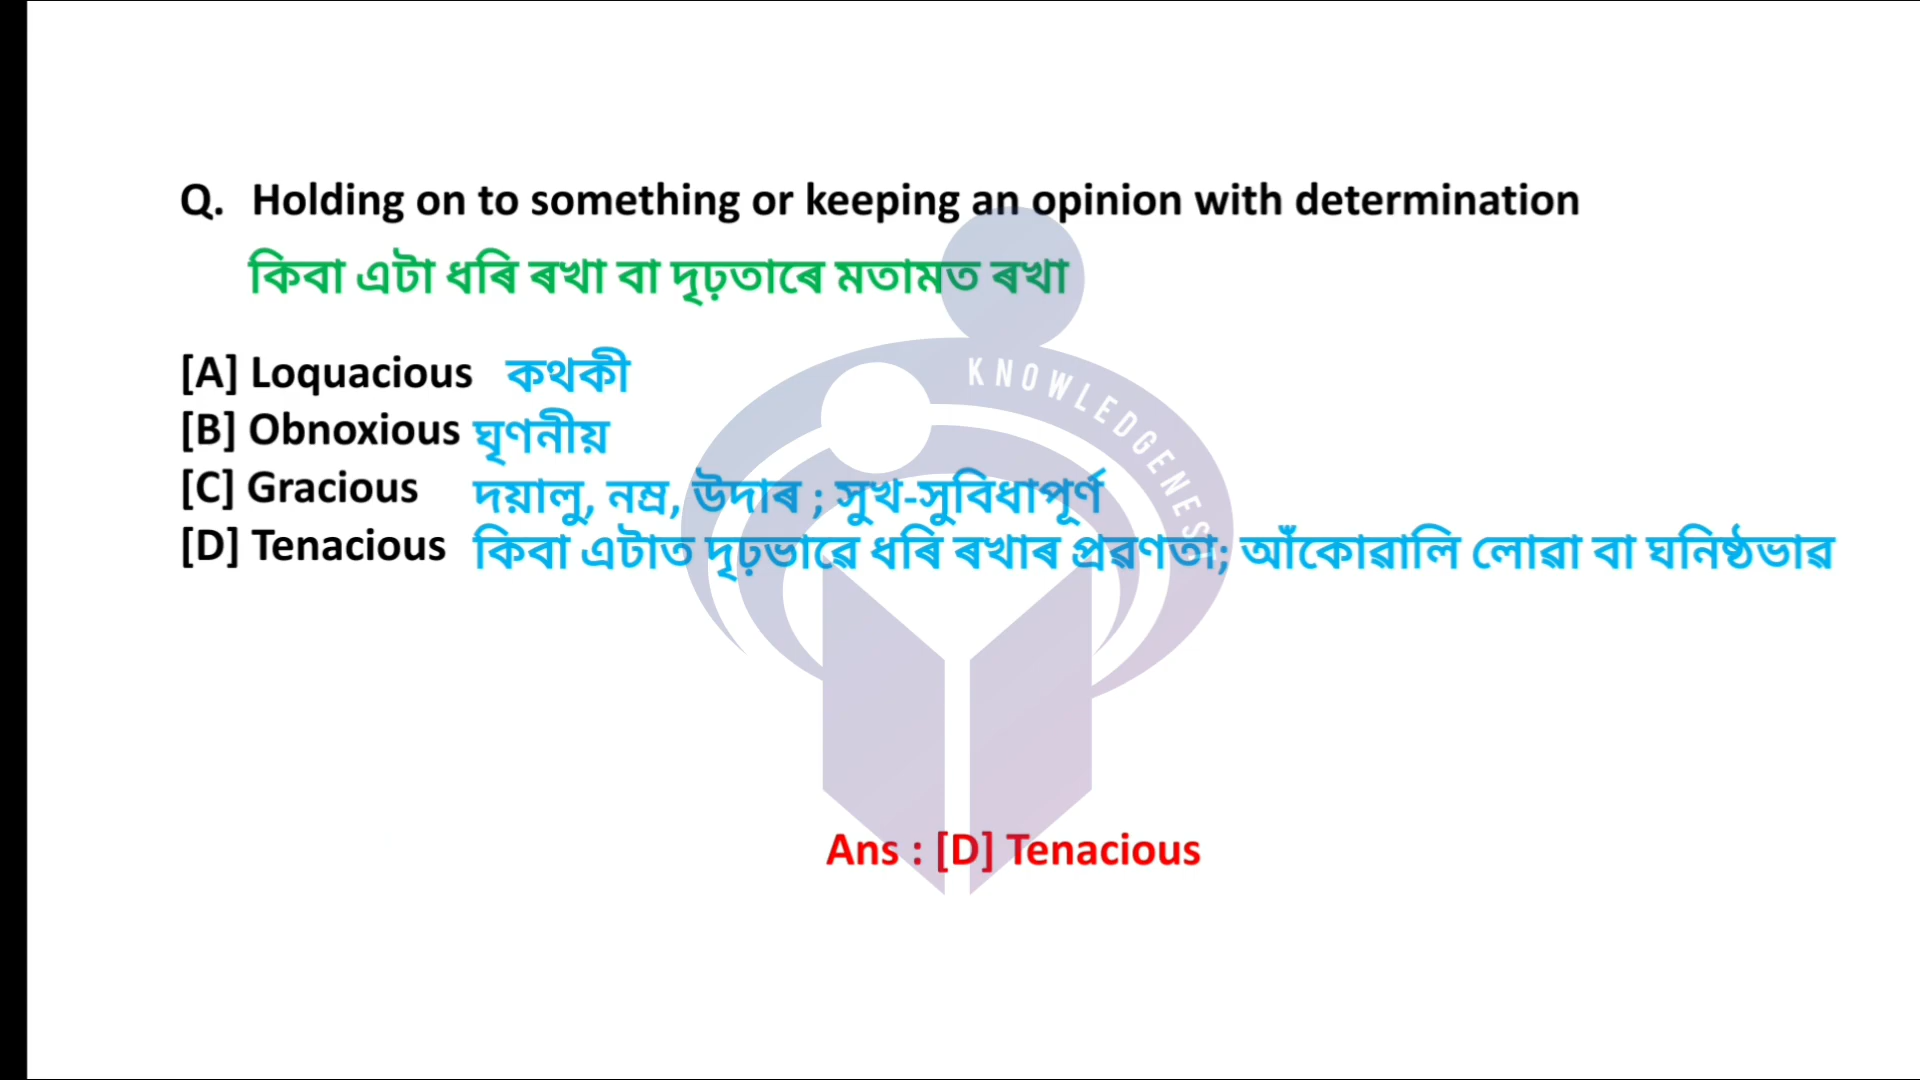 Q. Holding on to something or keeping an opinion with determination
কিবা এটা ধৰি ৰখা বা দৃঢ়তাৰে মতামত ৰখা
[A] Loquacious কথকী
[B] Obnoxious ঘৃণনীয়
[C] Gracious দয়ালু, নম্ৰ, উদাৰ ; সুখ-সুবিধাপূৰ্ণ
[D] Tenacious কিবা এটাত দৃঢ়ভাৱে ধৰি ৰখাৰ প্ৰৱণতা; আঁকোৱালি লোৱা বা ঘনিষ্ঠভাৱ
KNOWLEDGENEST
Ans : [D] Tenacious